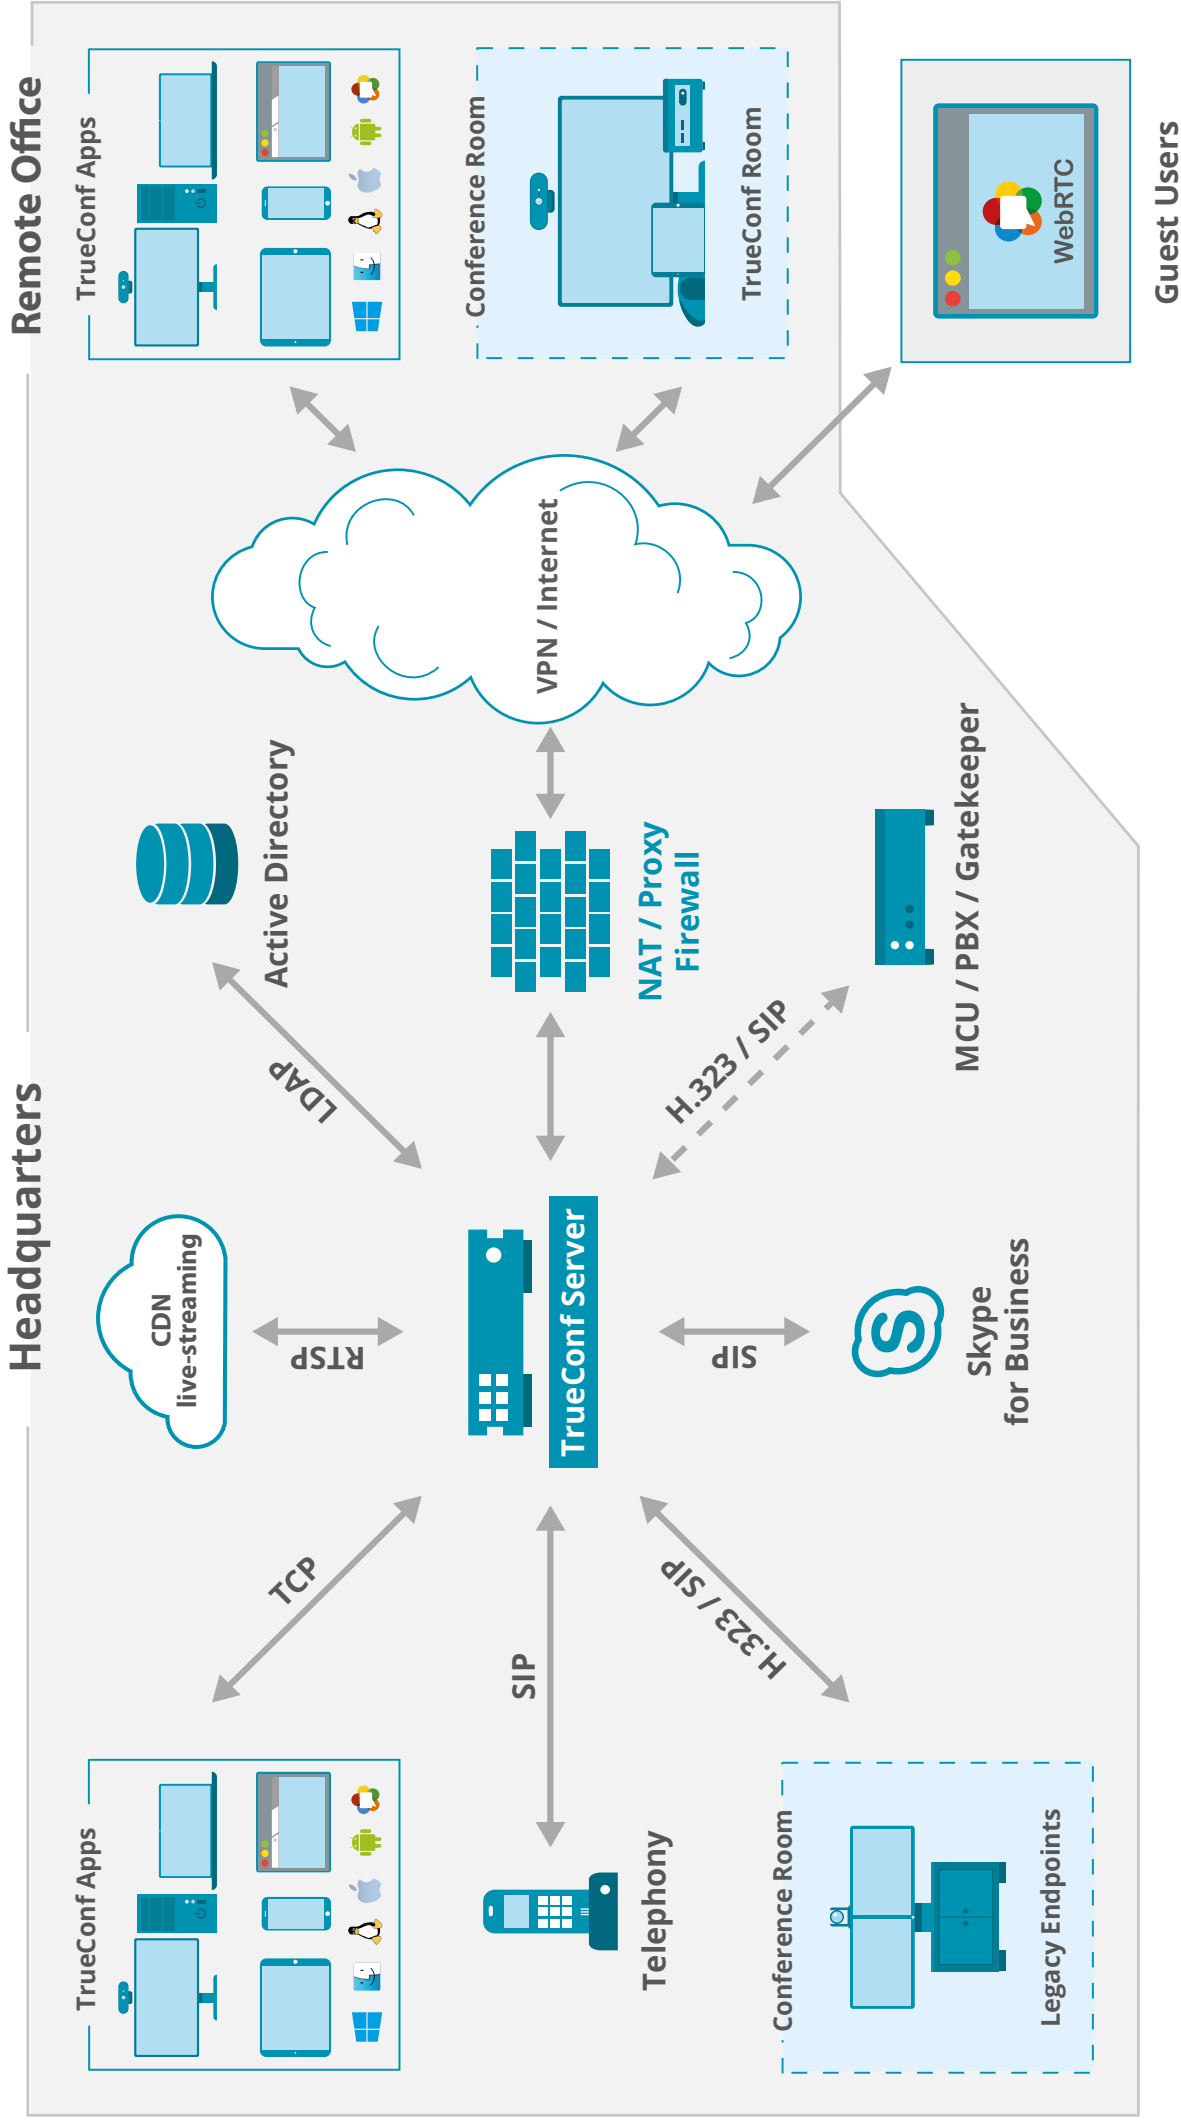 Headquarters
Remote Office
TrueConf Apps
TCP
CDN
live-streaming
RTSP
LDAP
Active Directory
TrueConf Apps
Telephony
SIP
TrueConf Server
NAT / Proxy
Firewall
VPN / Internet
Conference Room
TrueConf Room
Conference Room
Legacy Endpoints
H.323 / SIP
SIP
Skype
for Business
H.323 / SIP
MCU / PBX / Gatekeeper
WebRTC
Guest Users